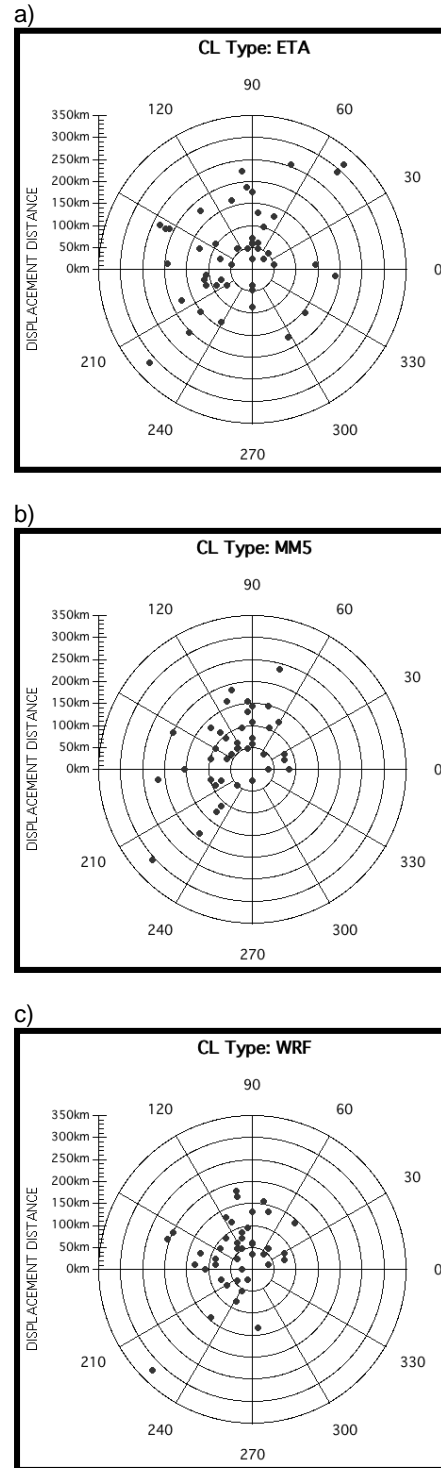 a)
CL Type: ETA
90
120
60
350km
300km
250km
200km
150km
100km
50km
0km
DISPLACEMENT DISTANCE
30
0
210
330
240
300
270
b)
CL Type: MM5
90
120
60
350km
300km
250km
200km
150km
100km
50km
0km
DISPLACEMENT DISTANCE
30
0
210
330
240
300
270
c)
CL Type: WRF
90
120
60
350km
300km
250km
200km
150km
100km
50km
0km
DISPLACEMENT DISTANCE
30
0
210
330
240
300
270